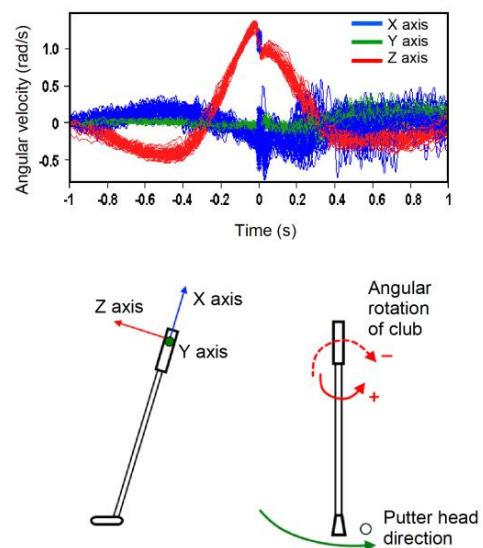 X axis
Y axis
Z axis
Angular velocity (rad/s)
1.0
0.5
0
-0.5
-1 -0.8 -0.6 -0.4 -0.2 0 0.2 0.4 0.6 0.8 1
Time (s)
Z axis
X axis
Y axis
Angular
rotation
of club
–
+
Putter head
direction